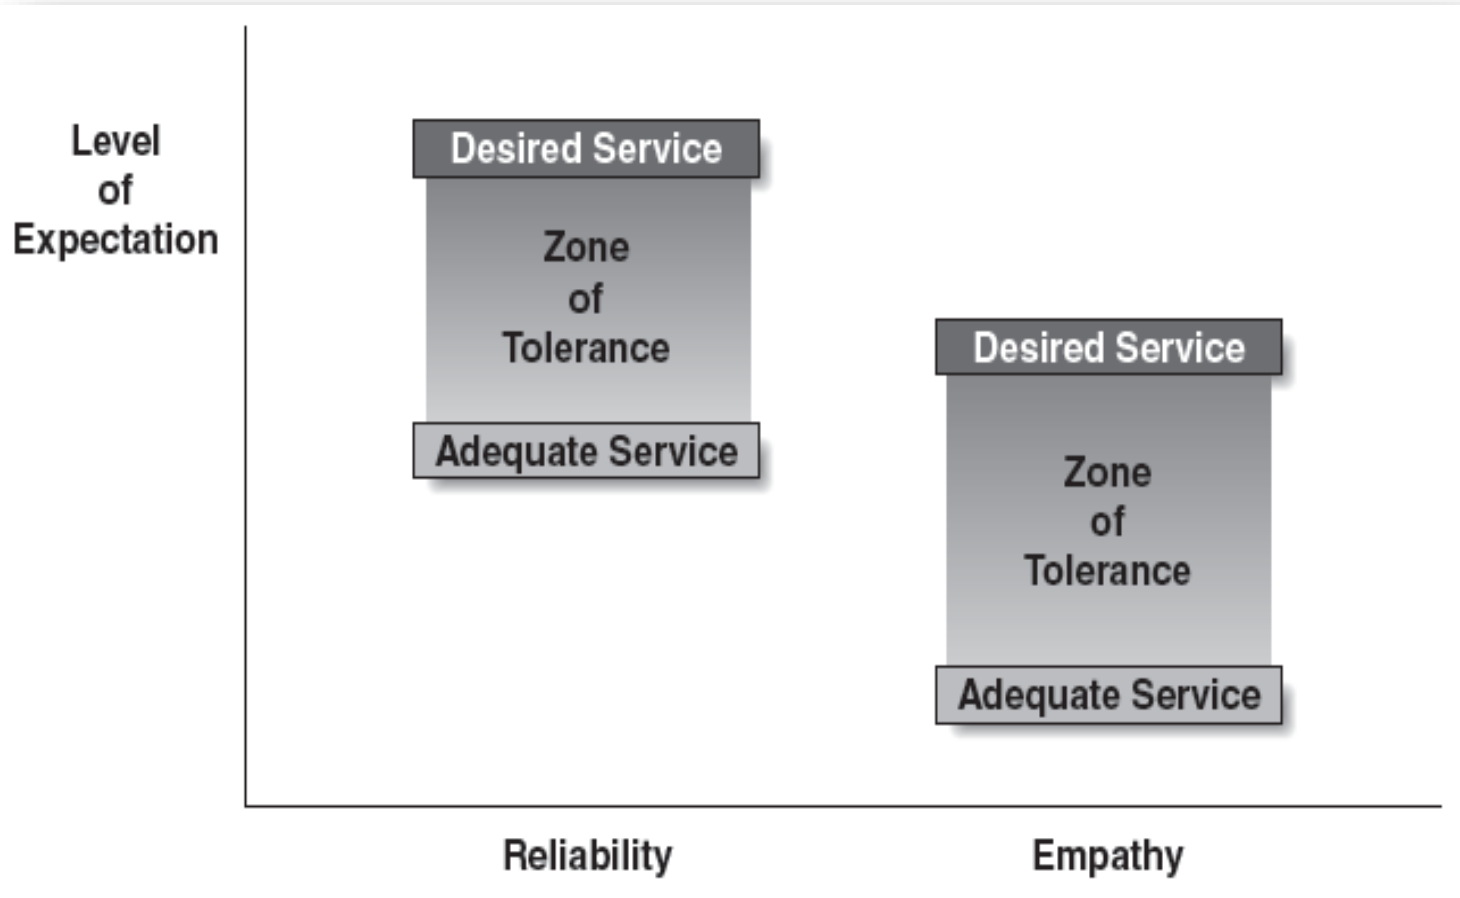 Level
of
Expectation
Desired Service
Zone
of
Tolerance
Adequate Service
Desired Service
Zone
of
Tolerance
Adequate Service
Reliability
Empathy